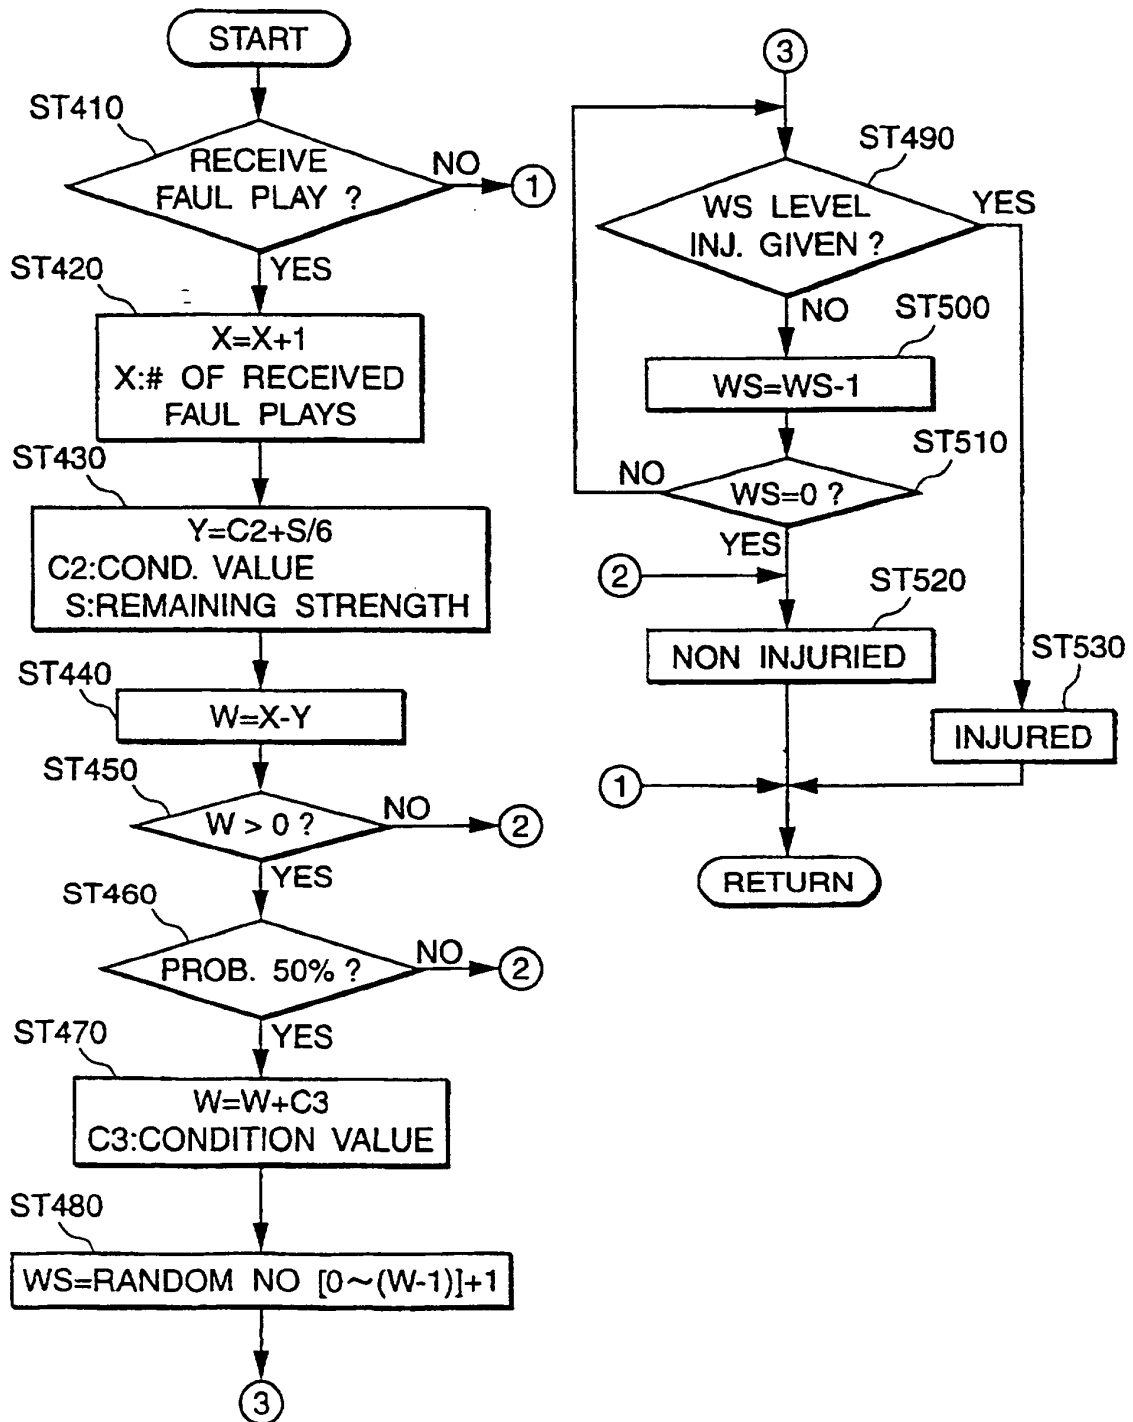 START
ST410
RECEIVE
FAUL PLAY ?
NO
1
YES
ST420
X=X+1
X:# OF RECEIVED
FAUL PLAYS
ST430
Y=C2+S/6
C2:COND. VALUE
S:REMAINING STRENGTH
ST440
W=X-Y
ST450
W > 0 ?
NO
2
YES
ST460
PROB. 50% ?
NO
2
YES
ST470
W=W+C3
C3:CONDITION VALUE
ST480
WS=RANDOM NO [0~(W-1)]+1
3
3
ST490
WS LEVEL
INJ. GIVEN ?
YES
NO
ST500
WS=WS-1
ST510
WS=0 ?
NO
YES
2
ST520
NON INJURIED
ST530
INJURED
1
RETURN